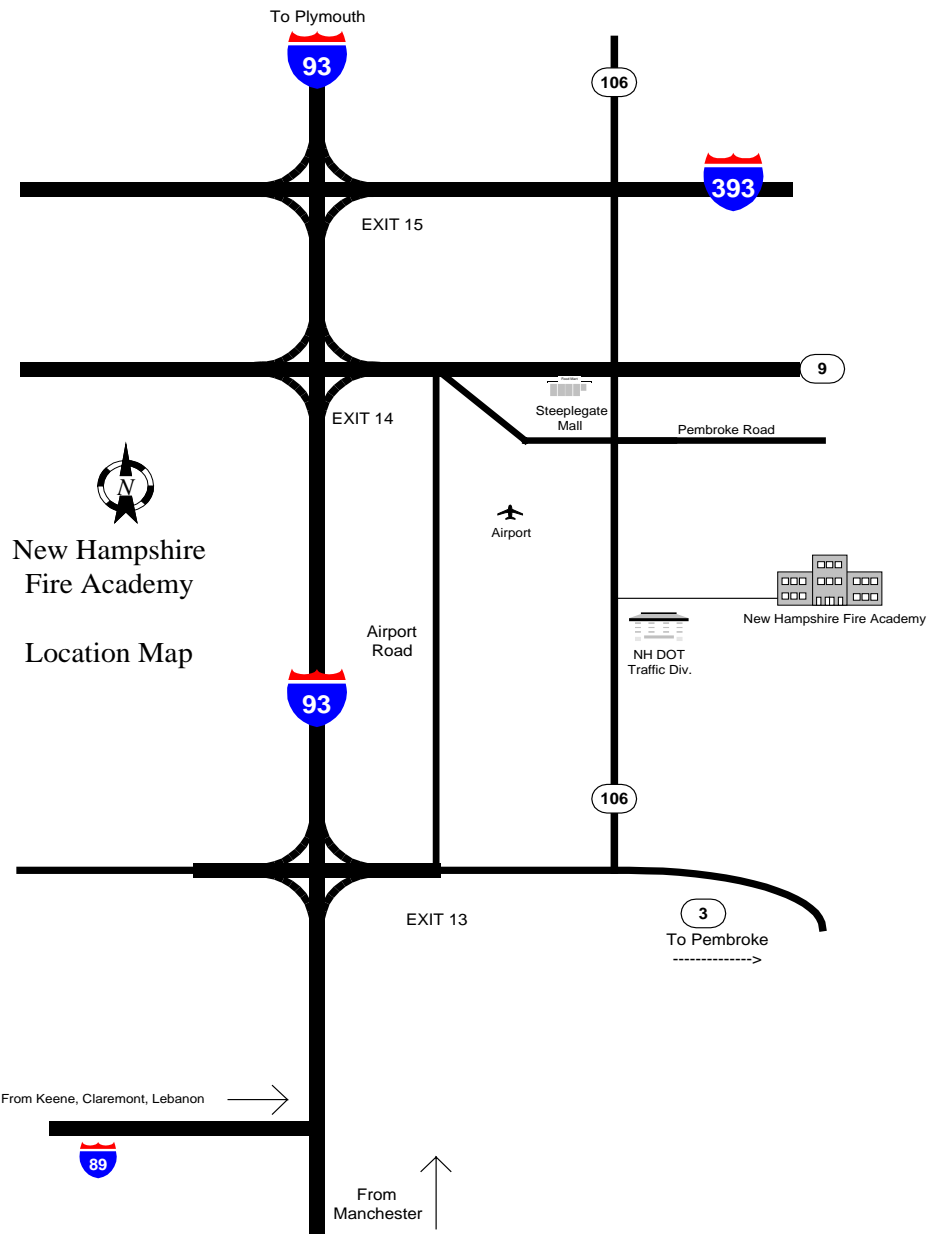 To Plymouth
93
106
393
EXIT 15
9
Steeplegate
Mall
EXIT 14
Pembroke Road
N
Airport
New Hampshire
Fire Academy
Location Map
New Hampshire Fire Academy
Airport
Road
NH DOT
Traffic Div.
93
106
EXIT 13
3
To Pembroke
-------------->
From Keene, Claremont, Lebanon
89
From
Manchester